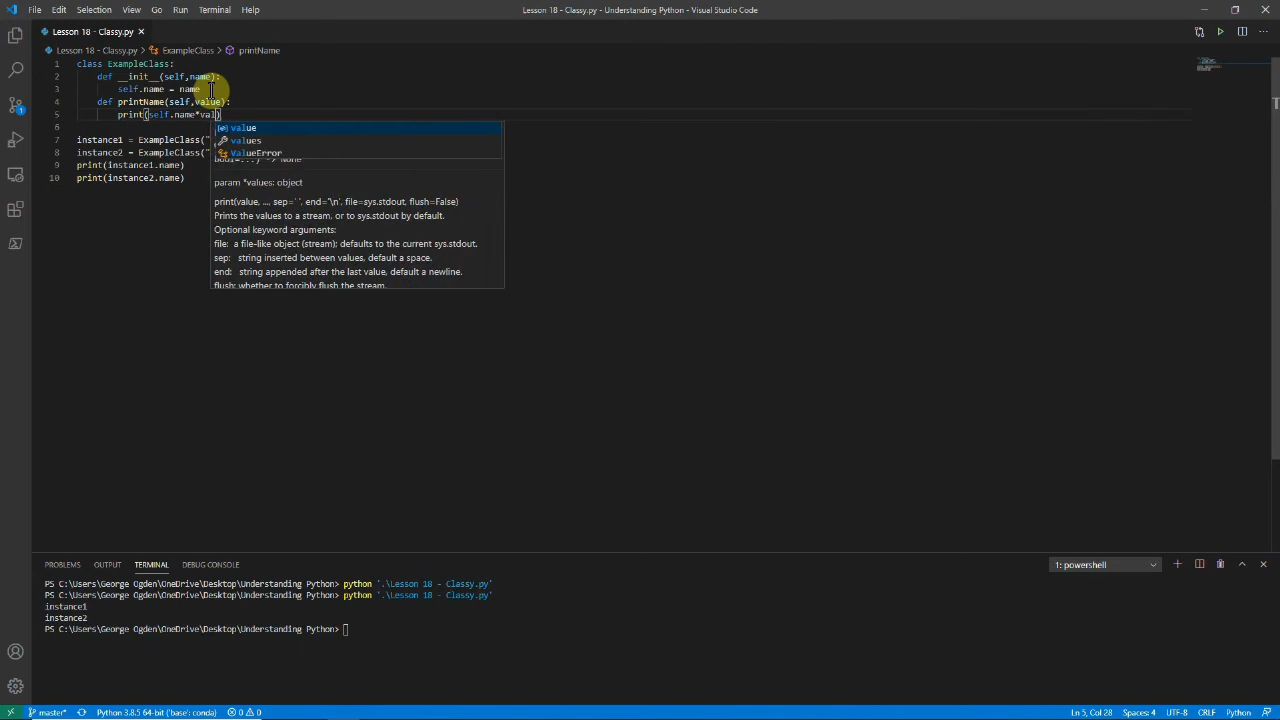 File Edit Selection View Go Run Terminal Help Lesson 18 - Classy.py - Understanding Python - Visual Studio Code
Lesson 18 - Classy.py
Lesson 18 - Classy.py > ExampleClass > printName
1 class ExampleClass:
2 def __init__(self,name):
3 self.name = name
4 def printName(self,value):
5 print(self.name*val)
6
7 instance1 = ExampleClass("
8 instance2 = ExampleClass("
9 print(instance1.name)
10 print(instance2.name)
value
values
ValueError
param *values: object
print(value, ..., sep=' ', end='\n', file=sys.stdout, flush=False)
Prints the values to a stream, or to sys.stdout by default.
Optional keyword arguments:
file: a file-like object (stream); defaults to the current sys.stdout.
sep: string inserted between values, default a space.
end: string appended after the last value, default a newline.
flush: whether to forcibly flush the stream.
PROBLEMS OUTPUT TERMINAL DEBUG CONSOLE 1: powershell
PS C:\Users\George Ogden\OneDrive\Desktop\Understanding Python> python '.\Lesson 18 - Classy.py'
PS C:\Users\George Ogden\OneDrive\Desktop\Understanding Python> python '.\Lesson 18 - Classy.py'
instance1
instance2
PS C:\Users\George Ogden\OneDrive\Desktop\Understanding Python>
master* Python 3.8.5 64-bit ('base': conda) 0 0 Ln 5, Col 28 Spaces: 4 UTF-8 CRLF Python